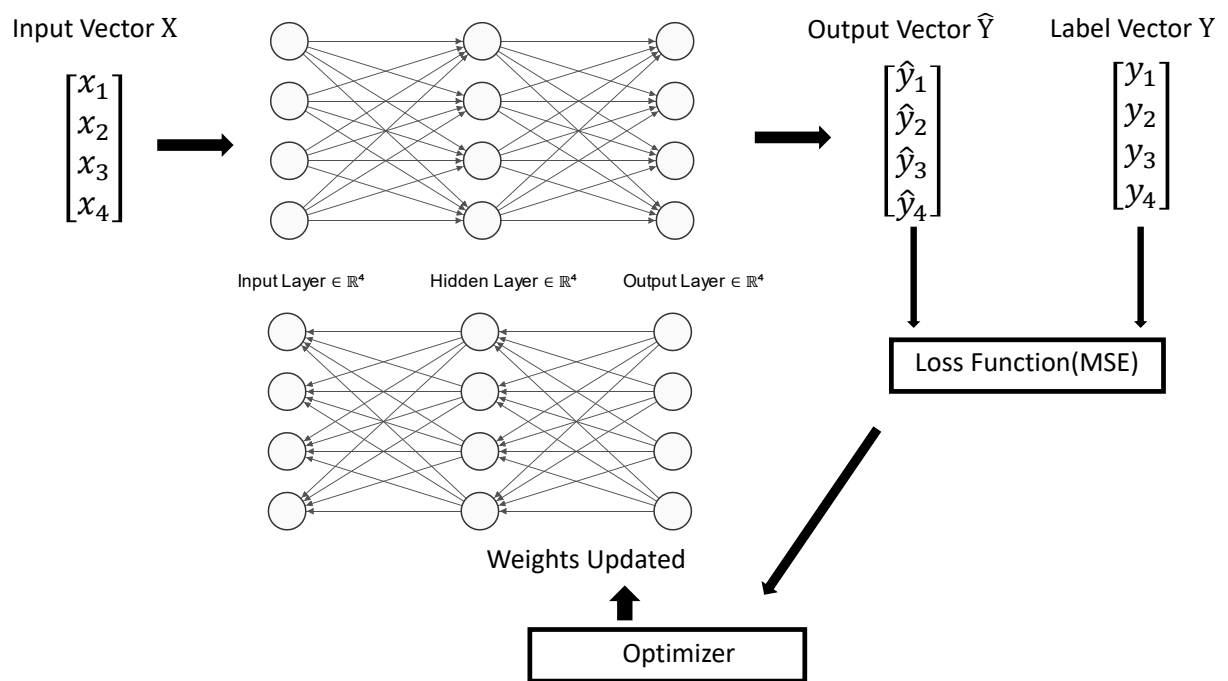 Input Vector X
Output Vector Ŷ
Label Vector Y
x₁
x₂
x₃
x₄
ŷ₁
ŷ₂
ŷ₃
ŷ₄
y₁
y₂
y₃
y₄
Input Layer ∈ ℝ⁴
Hidden Layer ∈ ℝ⁴
Output Layer ∈ ℝ⁴
Loss Function(MSE)
Weights Updated
Optimizer